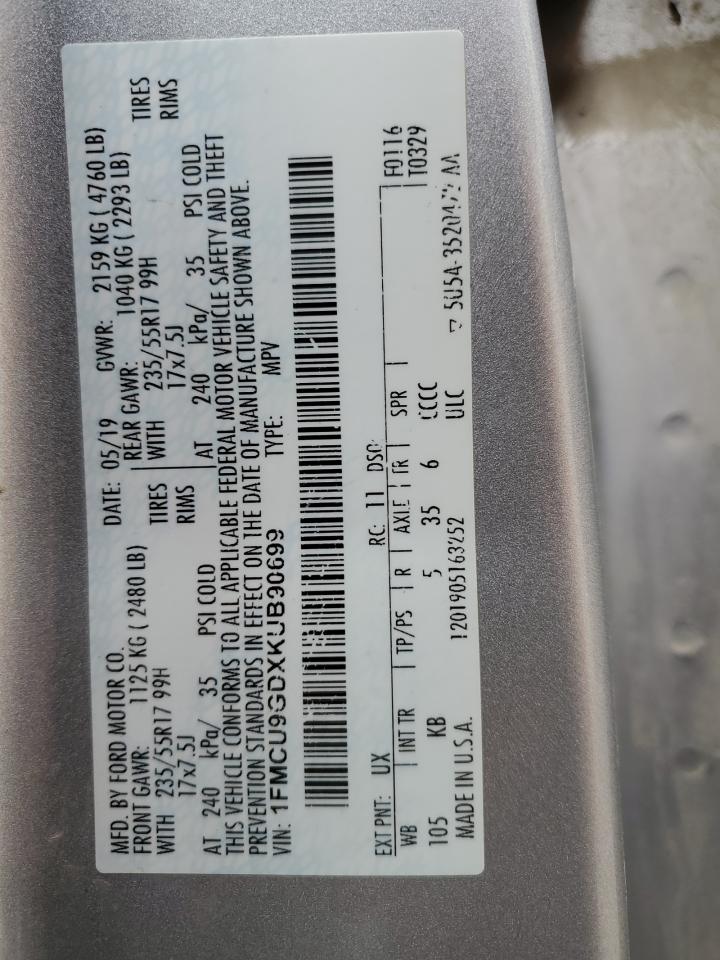 MFD. BY FORD MOTOR CO.
DATE: 05/19 GVWR: 2159 KG ( 4760 LB)
FRONT GAWR: 1125 KG ( 2480 LB) REAR GAWR: 1040 KG ( 2293 LB)
WITH 235/55R17 99H TIRES WITH 235/55R17 99H TIRES
17x7.5J RIMS 17x7.5J RIMS
AT 240 kPa/ 35 PSI COLD AT 240 kPa/ 35 PSI COLD
THIS VEHICLE CONFORMS TO ALL APPLICABLE FEDERAL MOTOR VEHICLE SAFETY AND THEFT
PREVENTION STANDARDS IN EFFECT ON THE DATE OF MANUFACTURE SHOWN ABOVE.
VIN: 1FMCU9GDXKUB90699 TYPE: MPV
EXT PNT: UX RC: 11 DSO: F0116
WB INT TR TP/PS R AXLE TR SPR T0329
105 KB 5 35 6
MADE IN U.S.A. ULC